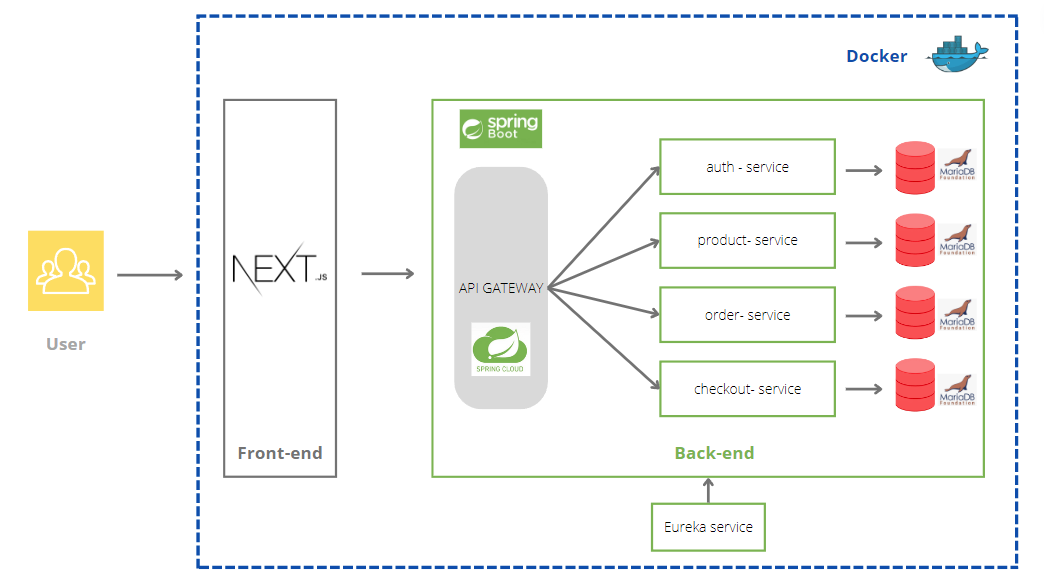 Docker
spring
Boot
auth - service
MariaDB
Foundation
product- service
MariaDB
Foundation
NEXT.JS
API GATEWAY
order- service
MariaDB
Foundation
User
SPRING CLOUD
checkout- service
MariaDB
Foundation
Front-end
Back-end
Eureka service